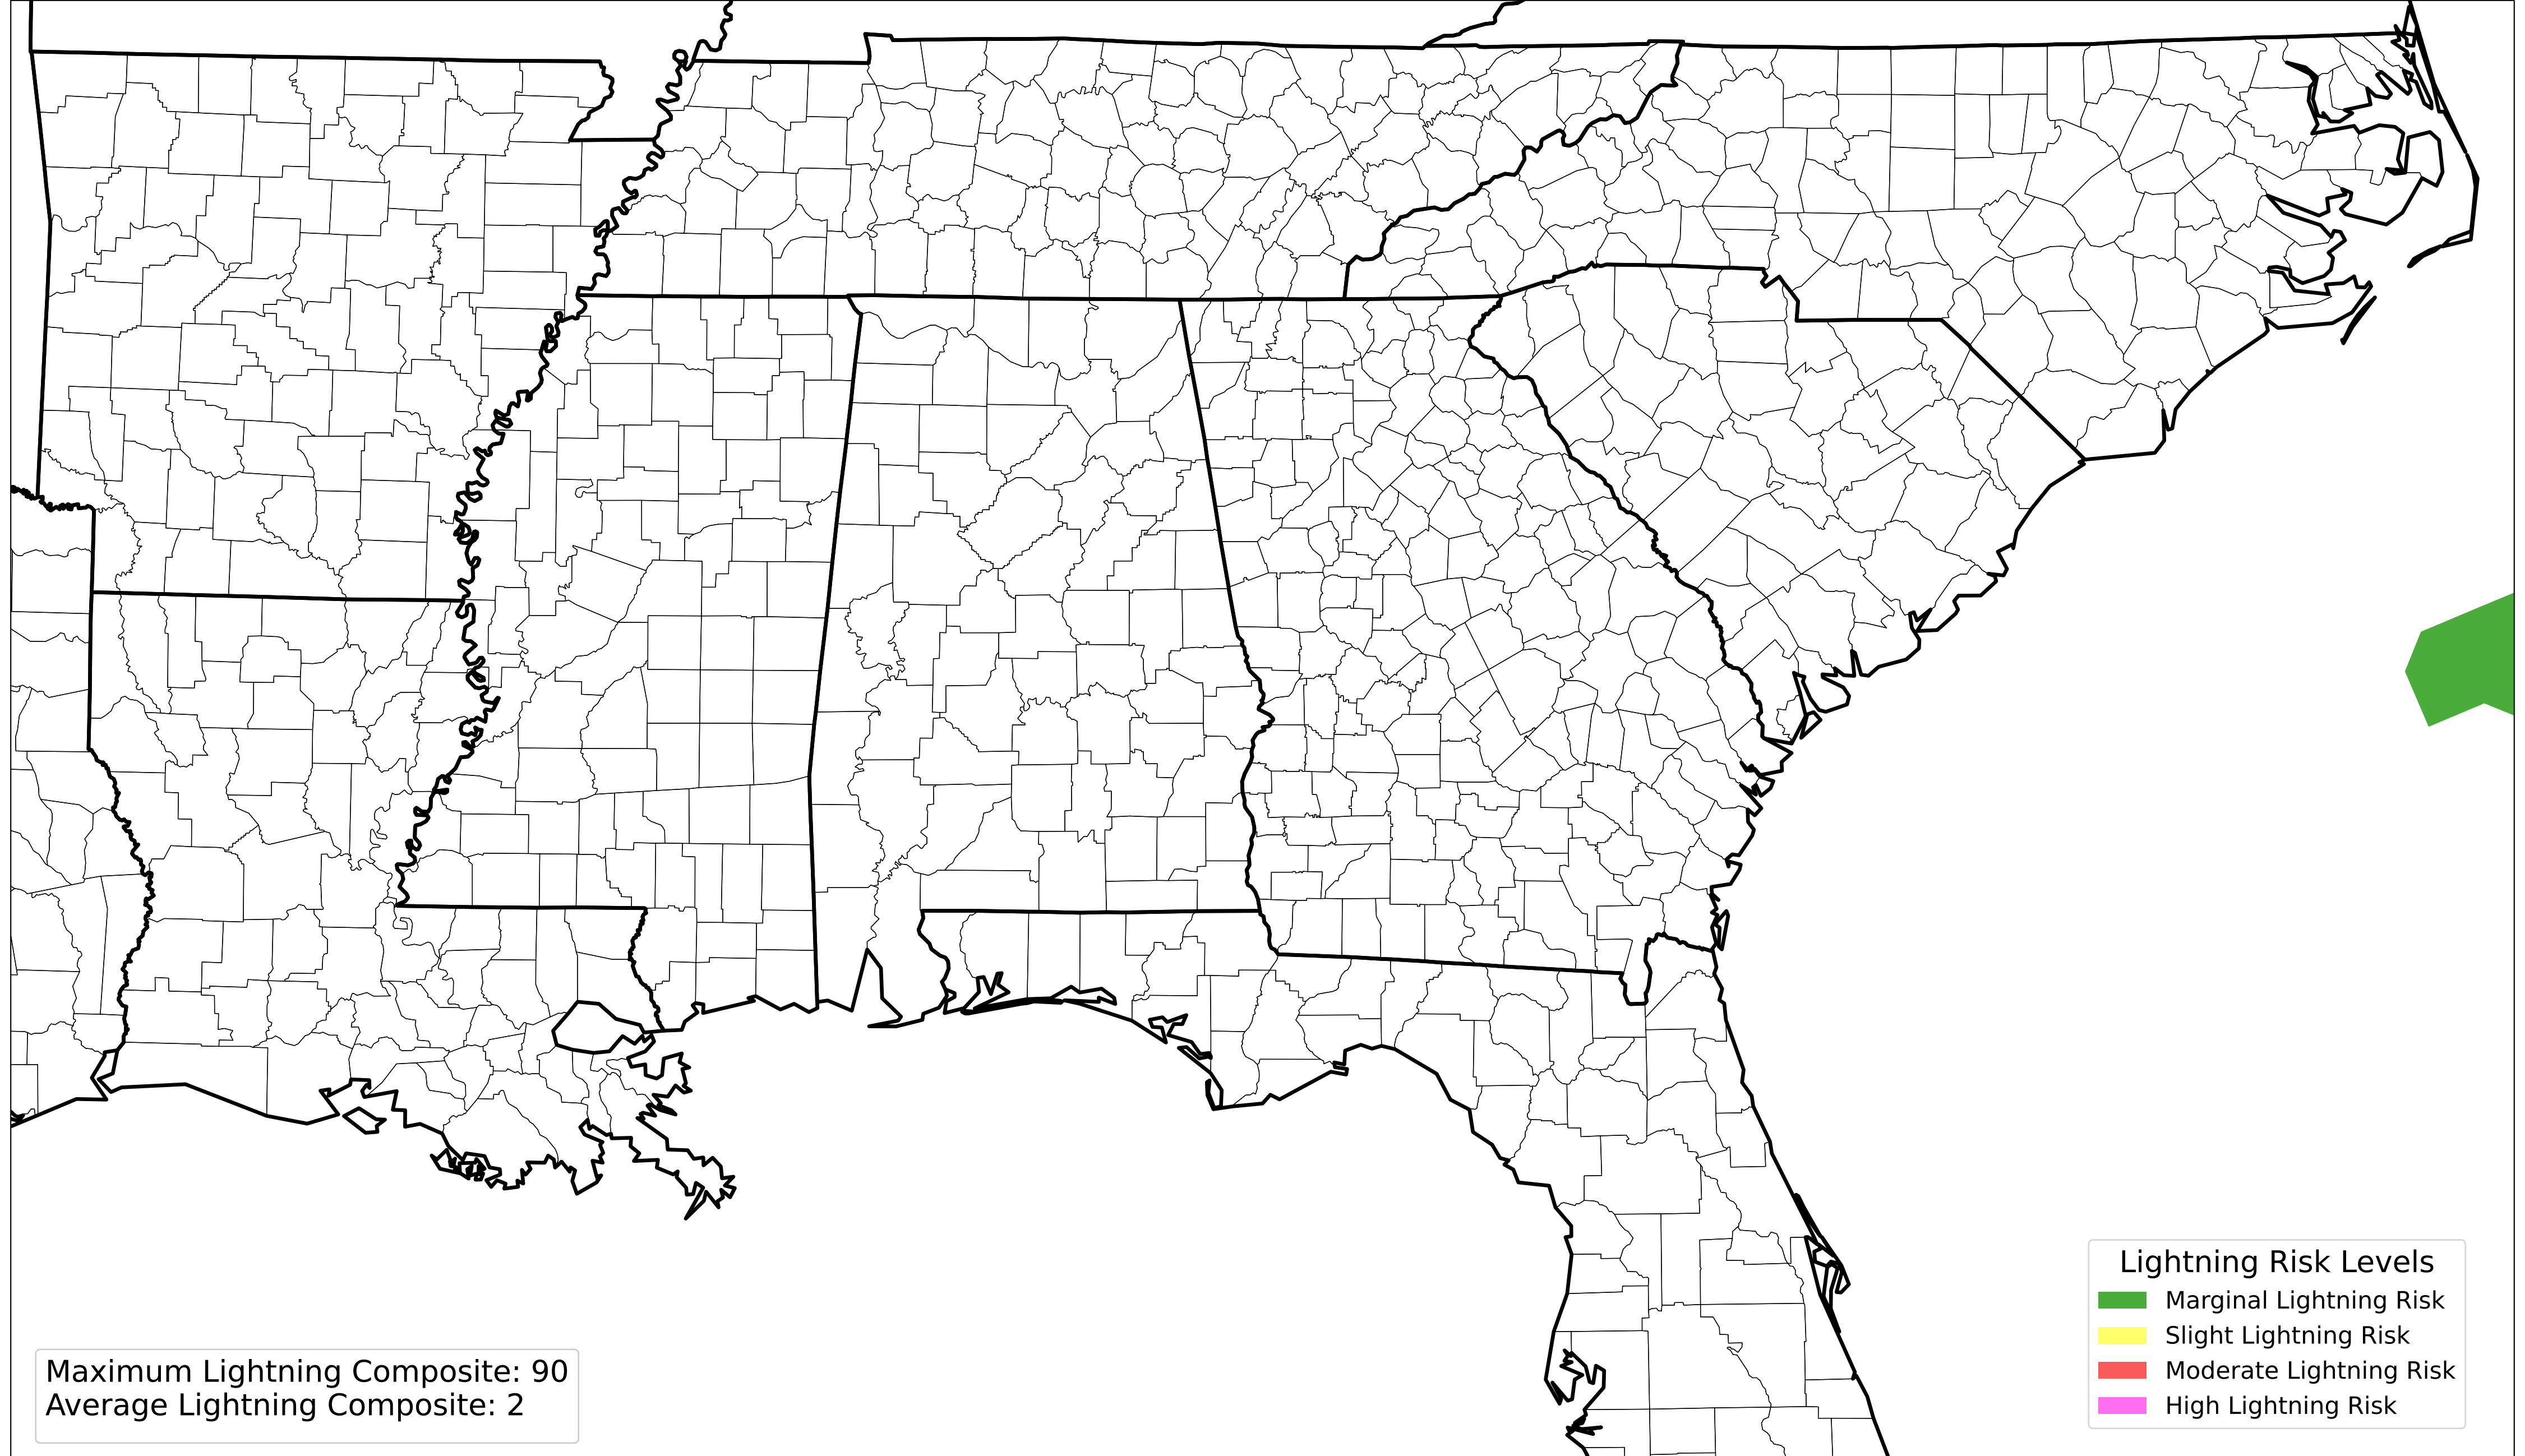 Maximum Lightning Composite: 90
Average Lightning Composite: 2
Lightning Risk Levels
Marginal Lightning Risk
Slight Lightning Risk
Moderate Lightning Risk
High Lightning Risk